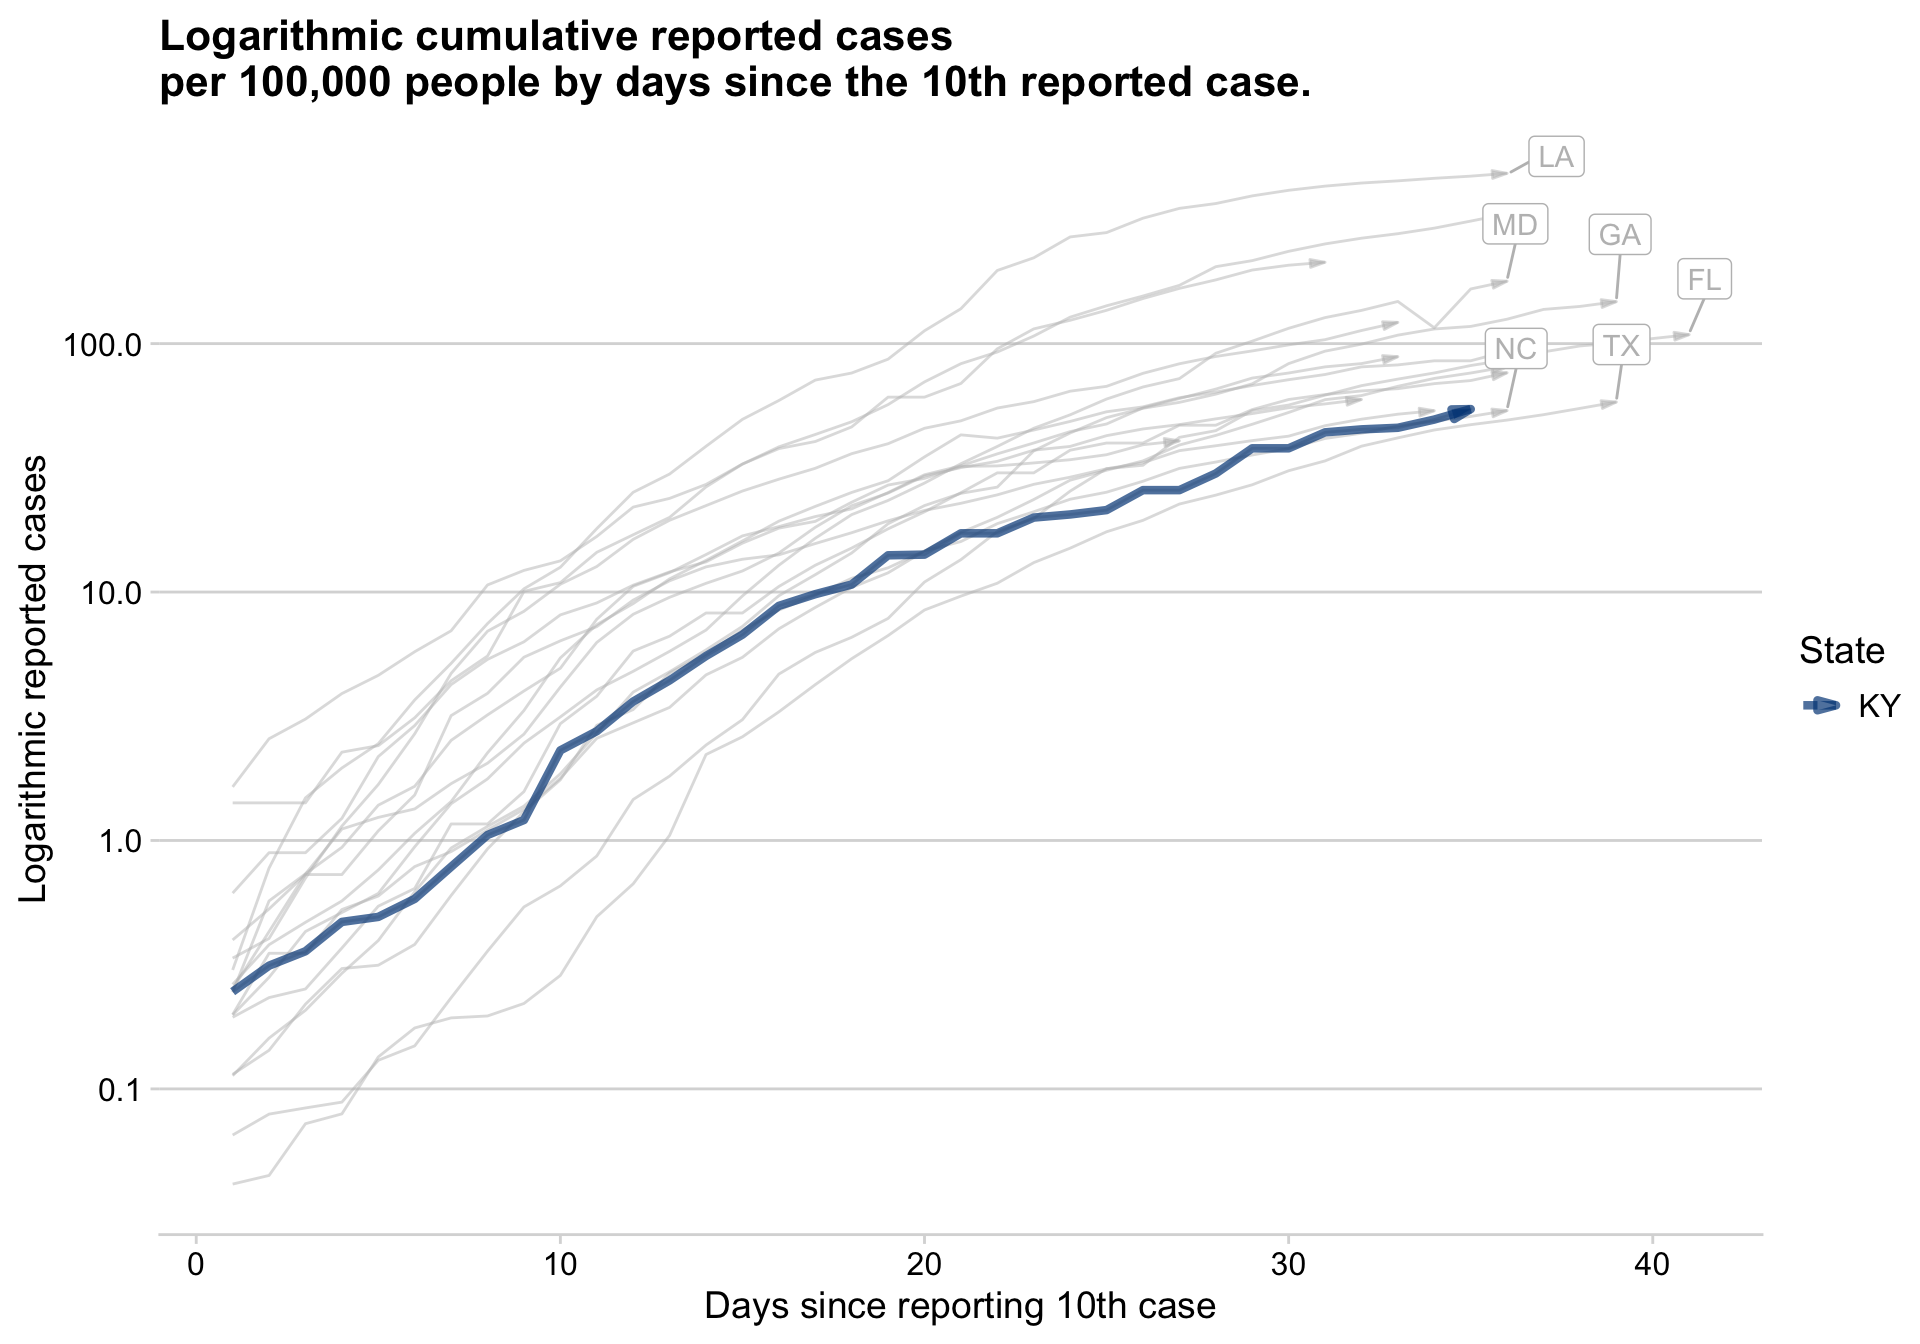 Logarithmic cumulative reported cases
per 100,000 people by days since the 10th reported case.
LA
MD
GA
FL
NC
TX
100.0
10.0
1.0
0.1
Logarithmic reported cases
State
KY
0
10
20
30
40
Days since reporting 10th case